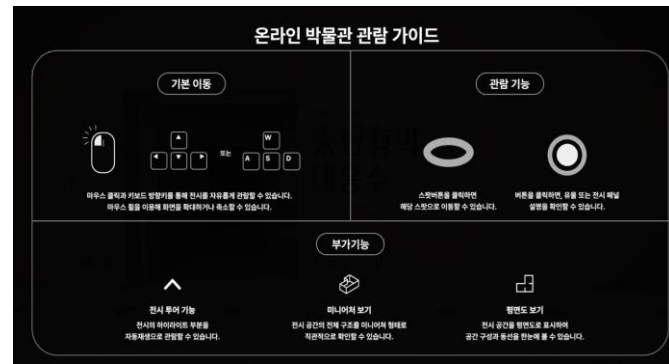 온라인 박물관 관람 가이드
기본 이동
W
또는
A S D
마우스 클릭과 키보드 방향키를 통해 전시를 자유롭게 관람할 수 있습니다.
마우스 휠을 이용해 화면을 확대하거나 축소할 수 있습니다.
관람 기능
스팟버튼을 클릭하면
해당 스팟으로 이동할 수 있습니다.
버튼을 클릭하면, 유물 또는 전시 패널
설명을 확인할 수 있습니다.
부가기능
전시 투어 기능
전시의 하이라이트 부분을
자동재생으로 관람할 수 있습니다.
미니어처 보기
전시 공간의 전체 구조를 미니어처 형태로
직관적으로 확인할 수 있습니다.
평면도 보기
전시 공간을 평면도로 표시하여
공간 구성과 동선을 한눈에 볼 수 있습니다.